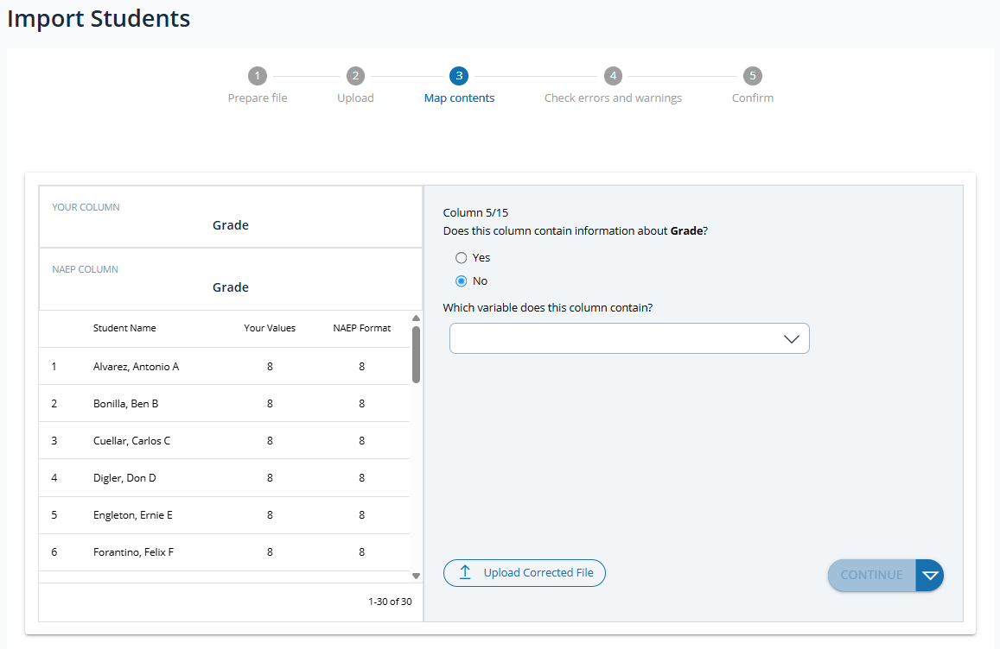 Import Students
1 2 3 4 5
Prepare file Upload Map contents Check errors and warnings Confirm
YOUR COLUMN
Grade
NAEP COLUMN
Grade
Student Name Your Values NAEP Format
1 Alvarez, Antonio A 8 8
2 Bonilla, Ben B 8 8
3 Cuellar, Carlos C 8 8
4 Digler, Don D 8 8
5 Engleton, Ernie E 8 8
6 Forantino, Felix F 8 8
1-30 of 30
Column 5/15
Does this column contain information about Grade?
Yes
No
Which variable does this column contain?
Upload Corrected File
CONTINUE